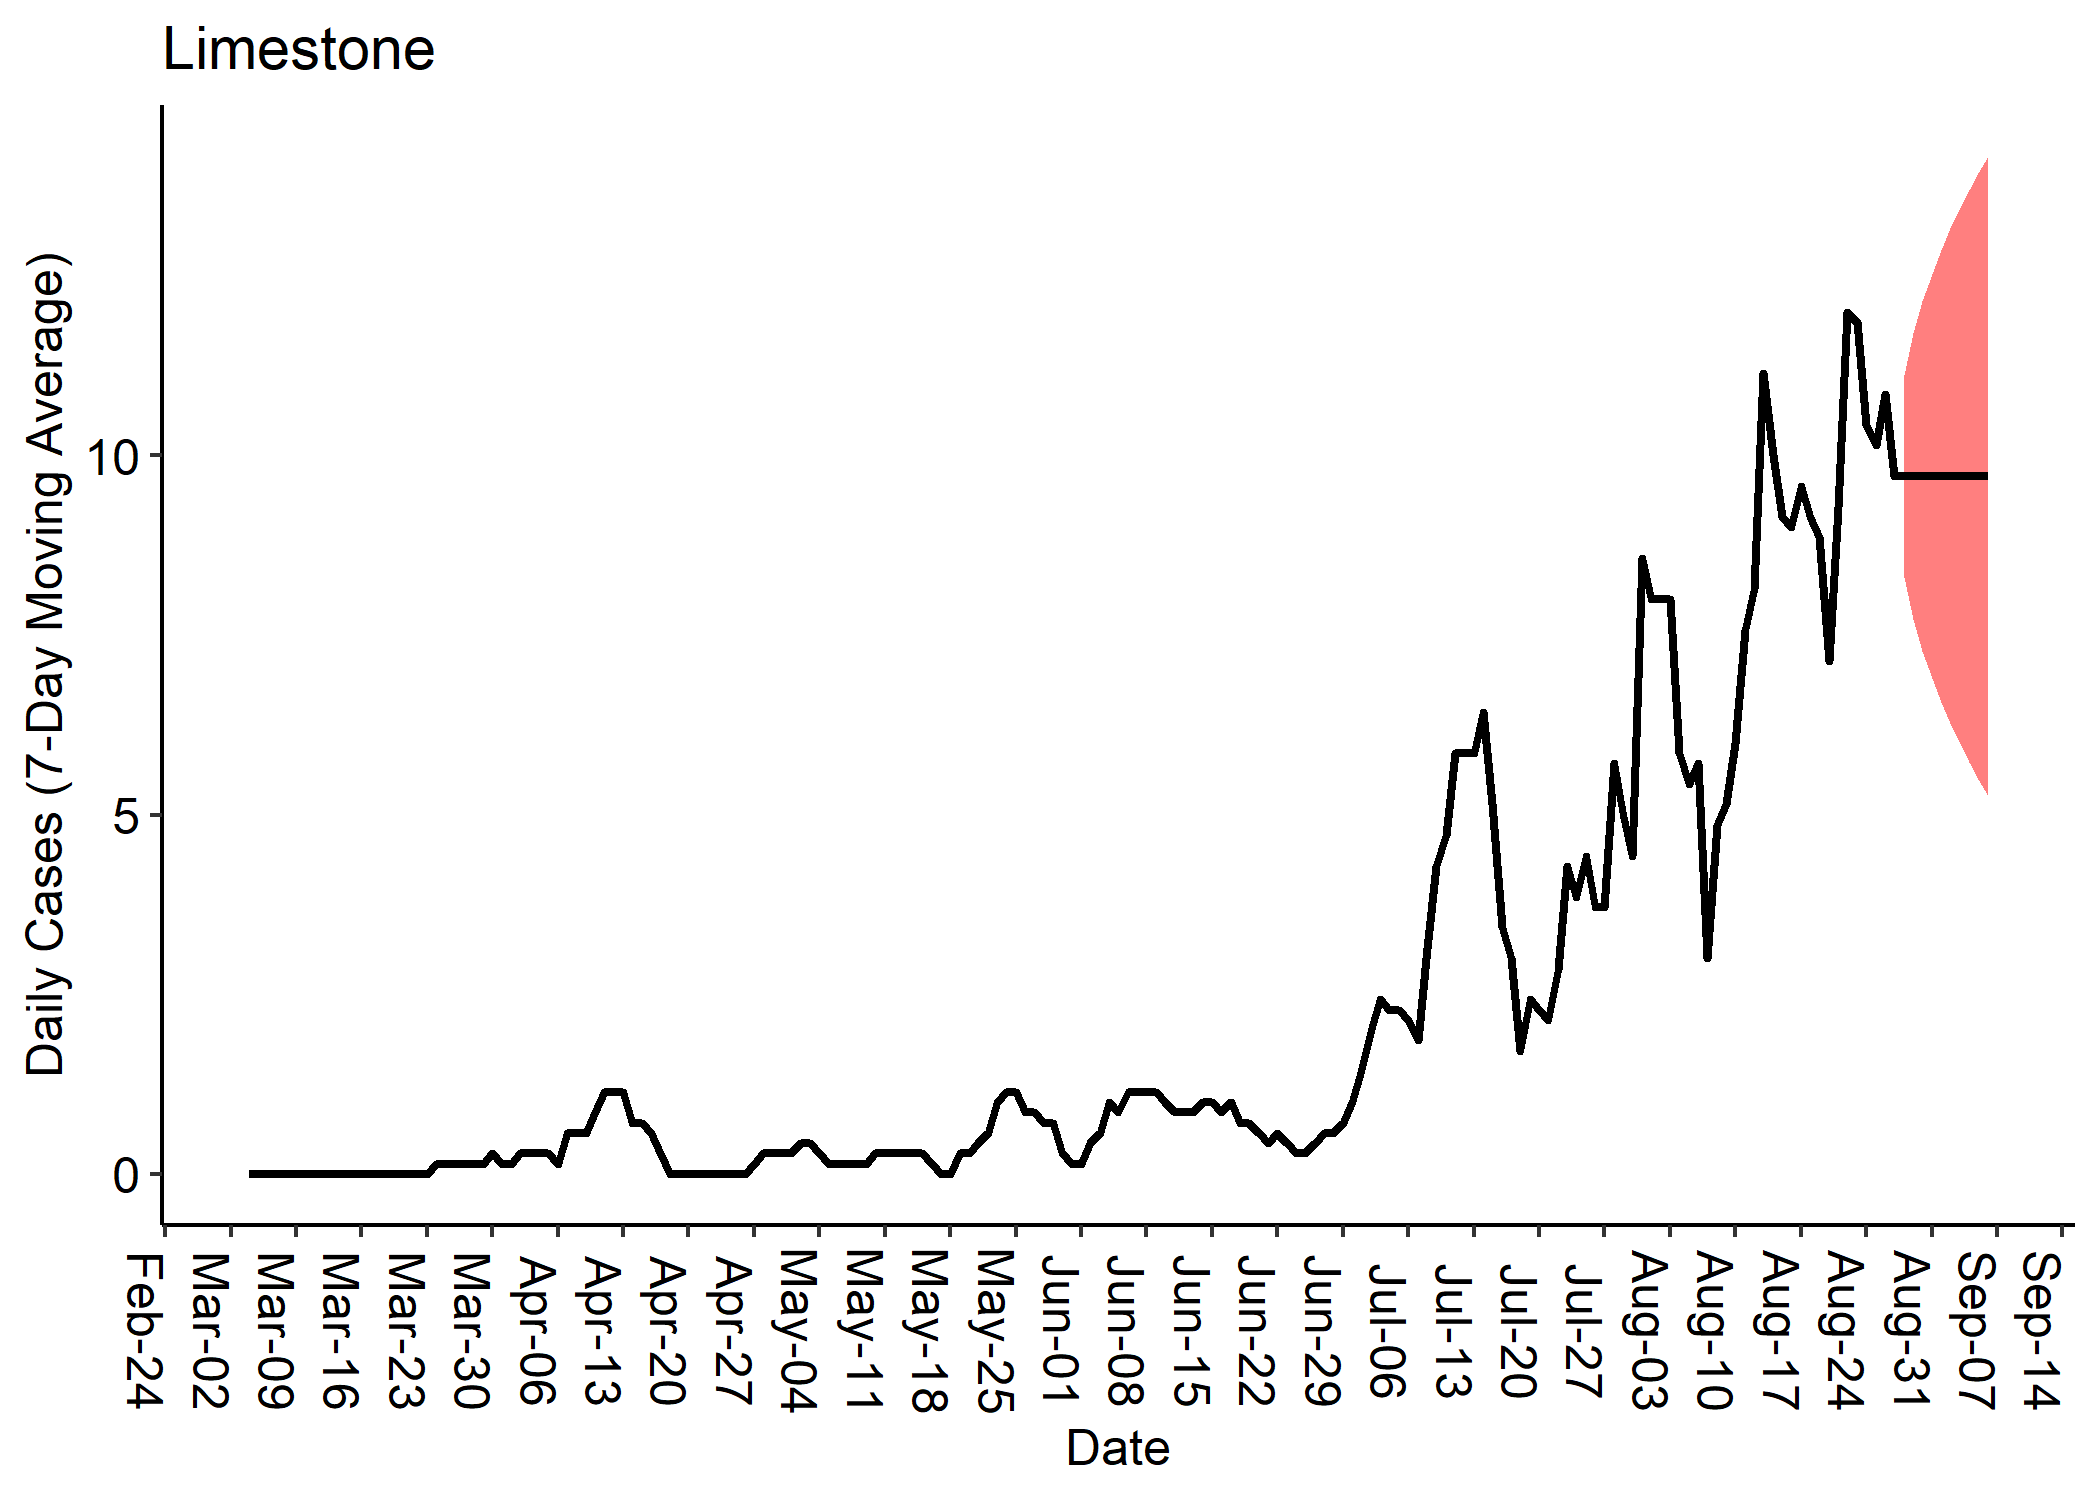 Limestone
Daily Cases (7-Day Moving Average)
10
5
0
Feb-24
Mar-02
Mar-09
Mar-16
Mar-23
Mar-30
Apr-06
Apr-13
Apr-20
Apr-27
May-04
May-11
May-18
May-25
Jun-01
Jun-08
Jun-15
Jun-22
Jun-29
Jul-06
Jul-13
Jul-20
Jul-27
Aug-03
Aug-10
Aug-17
Aug-24
Aug-31
Sep-07
Sep-14
Date